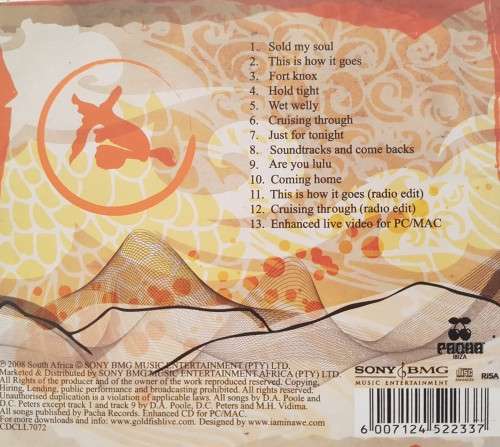 1. Sold my soul
2. This is how it goes
3. Fort knox
4. Hold tight
5. Wet welly
6. Cruising through
7. Just for tonight
8. Soundtracks and come backs
9. Are you lulu
10. Coming home
11. This is how it goes (radio edit)
12. Cruising through (radio edit)
13. Enhanced live video for PC/MAC
PACHA
IBIZA
℗ 2008 South Africa © SONY BMG MUSIC ENTERTAINMENT (PTY) LTD.
Marketed & Distributed by SONY BMG MUSIC ENTERTAINMENT AFRICA (PTY) LTD.
All Rights of the producer and of the owner of the work reproduced reserved. Copying,
Hiring, Lending, public performance and broadcasting prohibited. All rights reserved.
Unauthorised duplication is a violation of applicable laws. All songs by D.A. Poole and
D.C. Peters except track 1 and track 9 by D.A. Poole, D.C. Peters and M.H. Vidima.
All songs published by Pacha Records. Enhanced CD for PC/MAC.
For more downloads and info: www.goldfishlive.com. Designed by www.iaminawe.com
CDCLL7072
SONY BMG
MUSIC ENTERTAINMENT
disc
ENHANCED
RiSA
6 007124 522337